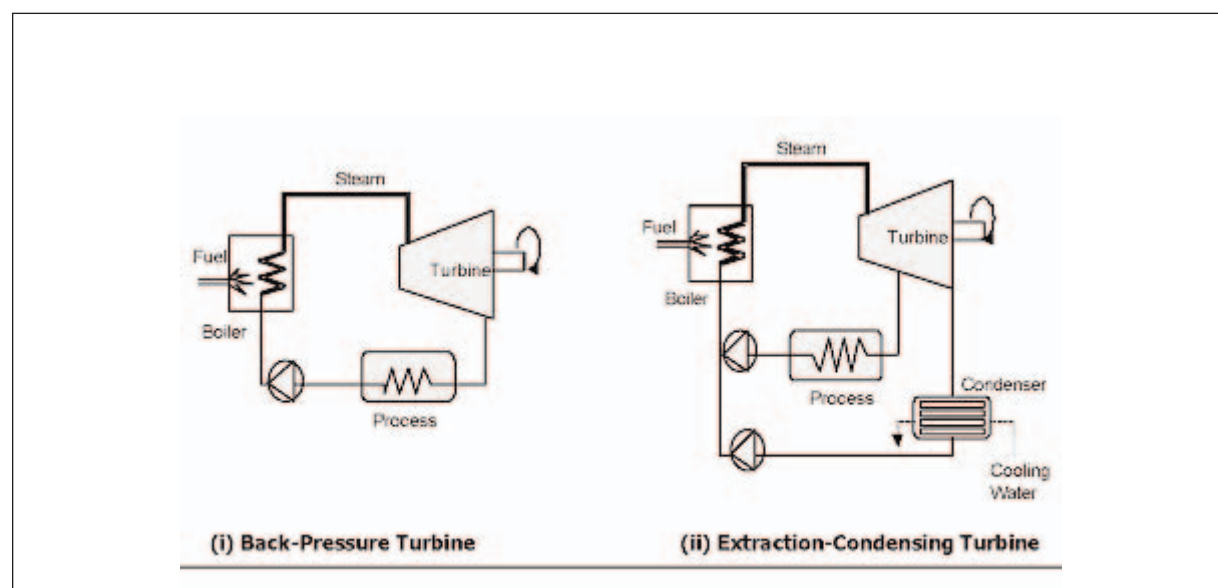 Steam
Fuel
Turbine
Boiler
Process
(i) Back-Pressure Turbine
Steam
Fuel
Turbine
Boiler
Process
Condenser
Cooling
Water
(ii) Extraction-Condensing Turbine